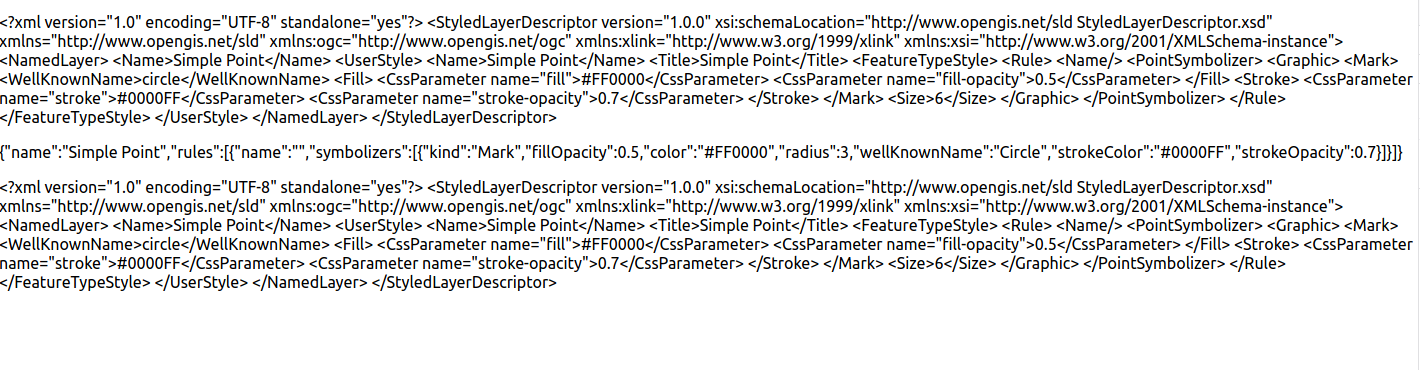 <?xml version="1.0" encoding="UTF-8" standalone="yes"?> <StyledLayerDescriptor version="1.0.0" xsi:schemaLocation="http://www.opengis.net/sld StyledLayerDescriptor.xsd"
xmlns="http://www.opengis.net/sld" xmlns:ogc="http://www.opengis.net/ogc" xmlns:xlink="http://www.w3.org/1999/xlink" xmlns:xsi="http://www.w3.org/2001/XMLSchema-instance">
<NamedLayer> <Name>Simple Point</Name> <UserStyle> <Name>Simple Point</Name> <Title>Simple Point</Title> <FeatureTypeStyle> <Rule> <Name/> <PointSymbolizer> <Graphic> <Mark>
<WellKnownName>circle</WellKnownName> <Fill> <CssParameter name="fill">#FF0000</CssParameter> <CssParameter name="fill-opacity">0.5</CssParameter> </Fill> <Stroke> <CssParameter
name="stroke">#0000FF</CssParameter> <CssParameter name="stroke-opacity">0.7</CssParameter> </Stroke> </Mark> <Size>6</Size> </Graphic> </PointSymbolizer> </Rule>
</FeatureTypeStyle> </UserStyle> </NamedLayer> </StyledLayerDescriptor>
{"name":"Simple Point","rules":[{"name":"","symbolizers":[{"kind":"Mark","fillOpacity":0.5,"color":"#FF0000","radius":3,"wellKnownName":"Circle","strokeColor":"#0000FF","strokeOpacity":0.7}]}]}
<?xml version="1.0" encoding="UTF-8" standalone="yes"?> <StyledLayerDescriptor version="1.0.0" xsi:schemaLocation="http://www.opengis.net/sld StyledLayerDescriptor.xsd"
xmlns="http://www.opengis.net/sld" xmlns:ogc="http://www.opengis.net/ogc" xmlns:xlink="http://www.w3.org/1999/xlink" xmlns:xsi="http://www.w3.org/2001/XMLSchema-instance">
<NamedLayer> <Name>Simple Point</Name> <UserStyle> <Name>Simple Point</Name> <Title>Simple Point</Title> <FeatureTypeStyle> <Rule> <Name/> <PointSymbolizer> <Graphic> <Mark>
<WellKnownName>circle</WellKnownName> <Fill> <CssParameter name="fill">#FF0000</CssParameter> <CssParameter name="fill-opacity">0.5</CssParameter> </Fill> <Stroke> <CssParameter
name="stroke">#0000FF</CssParameter> <CssParameter name="stroke-opacity">0.7</CssParameter> </Stroke> </Mark> <Size>6</Size> </Graphic> </PointSymbolizer> </Rule>
</FeatureTypeStyle> </UserStyle> </NamedLayer> </StyledLayerDescriptor>